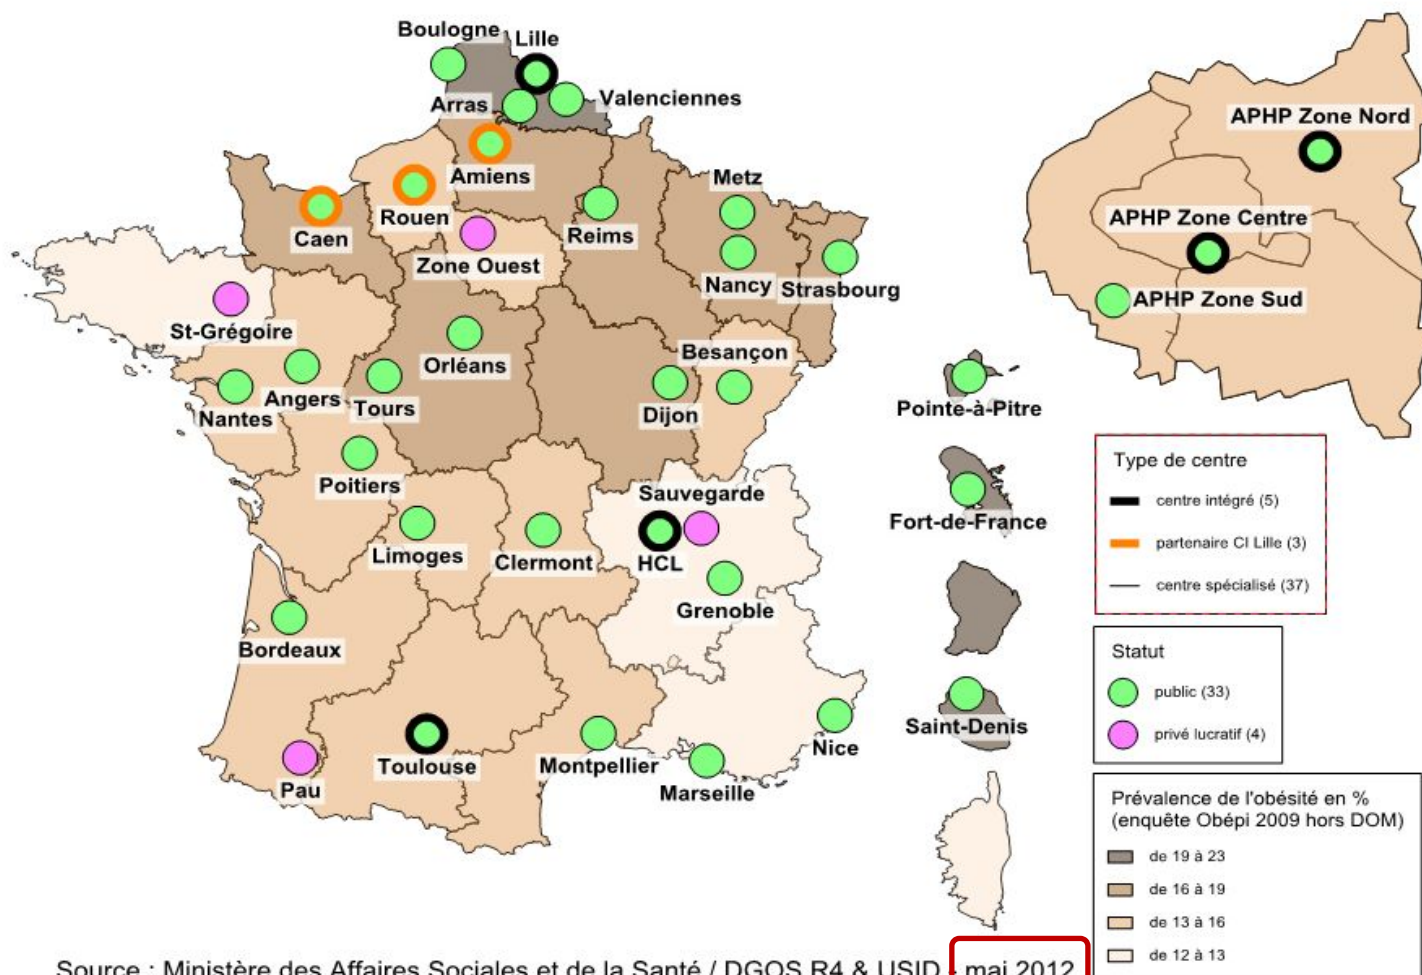 Boulogne
Lille
Arras
Valenciennes
Amiens
Rouen
Caen
Zone Ouest
Reims
Metz
Nancy
Strasbourg
St-Grégoire
Nantes
Angers
Tours
Orléans
Besançon
Dijon
Poitiers
Limoges
Clermont
Sauvegarde
HCL
Grenoble
Bordeaux
Pau
Toulouse
Montpellier
Marseille
Nice
APHP Zone Nord
APHP Zone Centre
APHP Zone Sud
Pointe-à-Pitre
Fort-de-France
Saint-Denis
Type de centre
centre intégré (5)
partenaire CI Lille (3)
centre spécialisé (37)
Statut
public (33)
privé lucratif (4)
Prévalence de l'obésité en %
(enquête Obépi 2009 hors DOM)
de 19 à 23
de 16 à 19
de 13 à 16
de 12 à 13
Source : Ministère des Affaires Sociales et de la Santé / DGOS R4 & USID - mai 2012